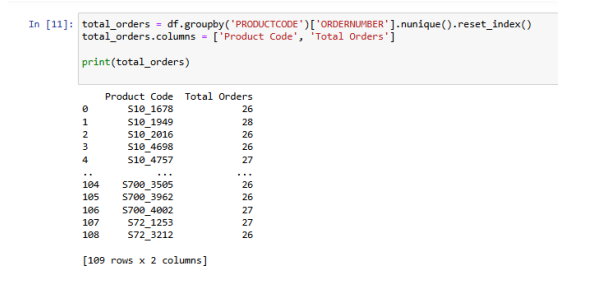 In [11]: total_orders = df.groupby('PRODUCTCODE')['ORDERNUMBER'].nunique().reset_index()
total_orders.columns = ['Product Code', 'Total Orders']
print(total_orders)
Product Code Total Orders
0 S10_1678 26
1 S10_1949 28
2 S10_2016 26
3 S10_4698 26
4 S10_4757 27
.. ... ...
104 S700_3505 26
105 S700_3962 26
106 S700_4002 27
107 S72_1253 27
108 S72_3212 26
[109 rows x 2 columns]